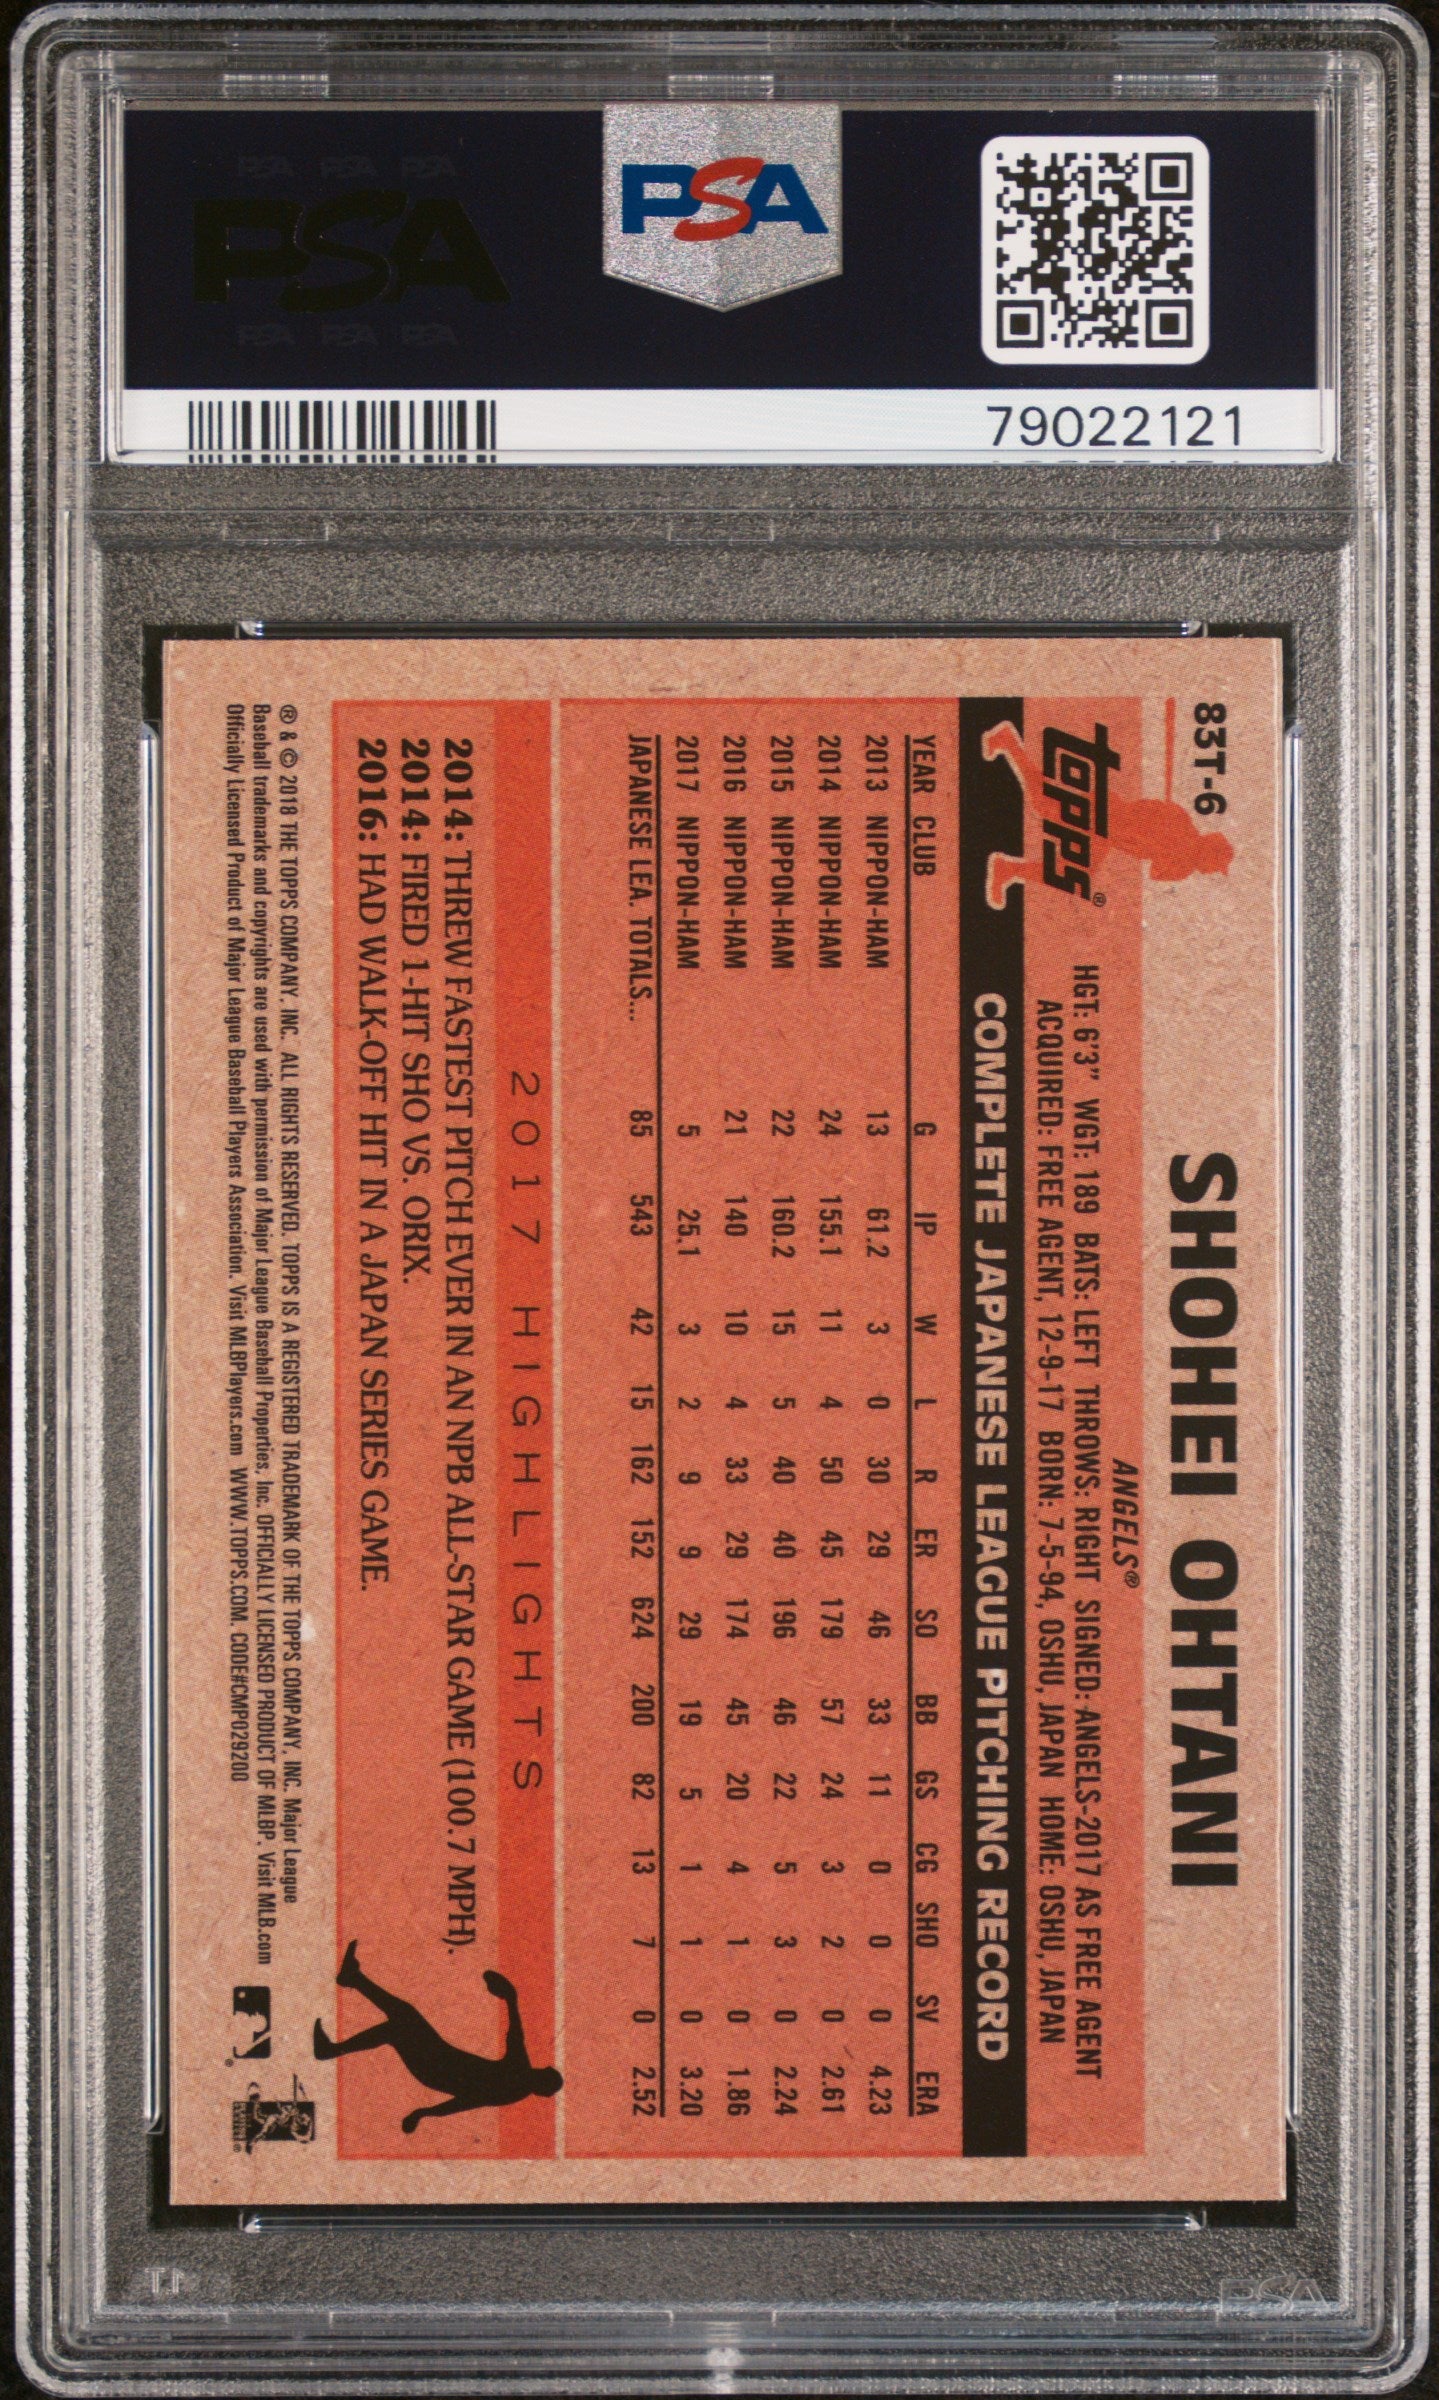 PSA PSA PSA
PSA
PSA PSA PSA
PSA
79022121
83T-6
SHOHEI OHTANI
ANGELS®
topps®
HGT: 6'3" WGT: 189 BATS: LEFT THROWS: RIGHT SIGNED: ANGELS-2017 AS FREE AGENT
ACQUIRED: FREE AGENT, 12-9-17 BORN: 7-5-94, OSHU, JAPAN HOME: OSHU, JAPAN
COMPLETE JAPANESE LEAGUE PITCHING RECORD
YEAR CLUB G IP W L R ER SO BB GS CG SHO SV ERA
2013 NIPPON-HAM 13 61.2 3 0 30 29 46 33 11 0 0 0 4.23
2014 NIPPON-HAM 24 155.1 11 4 50 45 179 57 24 3 2 0 2.61
2015 NIPPON-HAM 22 160.2 15 5 40 40 196 46 22 5 3 0 2.24
2016 NIPPON-HAM 21 140 10 4 33 29 174 45 20 4 1 0 1.86
2017 NIPPON-HAM 5 25.1 3 2 9 9 29 19 5 1 1 0 3.20
JAPANESE LEA. TOTALS... 85 543 42 15 162 152 624 200 82 13 7 0 2.52
2017 HIGHLIGHTS
2014: THREW FASTEST PITCH EVER IN AN NPB ALL-STAR GAME (100.7 MPH).
2014: FIRED 1-HIT SHO VS. ORIX.
2016: HAD WALK-OFF HIT IN A JAPAN SERIES GAME.
® & © 2018 THE TOPPS COMPANY, INC. ALL RIGHTS RESERVED. TOPPS IS A REGISTERED TRADEMARK OF THE TOPPS COMPANY, INC. Major League
Baseball trademarks and copyrights are used with permission of Major League Baseball Properties, Inc. OFFICIALLY LICENSED PRODUCT OF MLBP. Visit MLB.com
Officially Licensed Product of Major League Baseball Players Association. Visit MLBPlayers.com WWW.TOPPS.COM. CODE#CMP029200
PSA